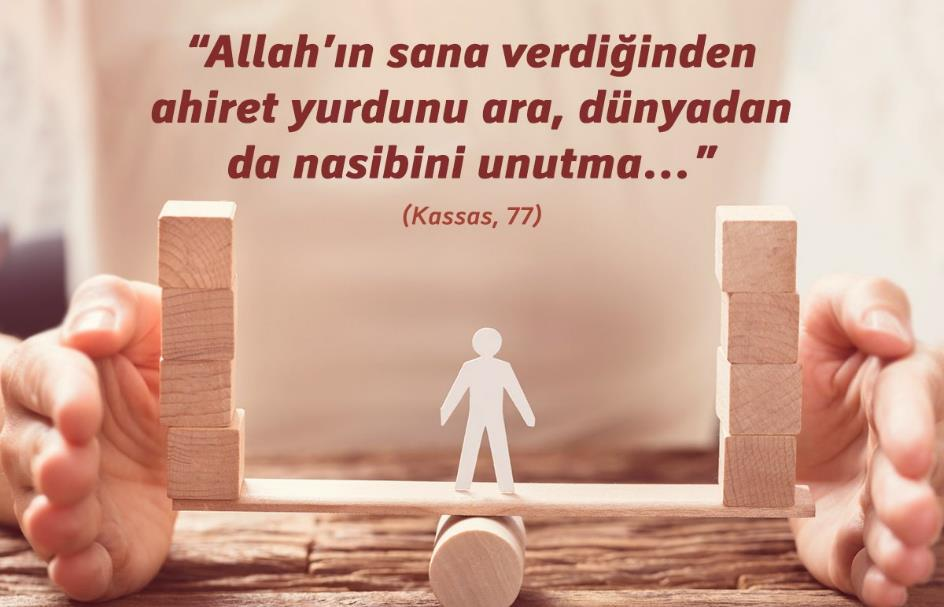 “Allah’ın sana verdiğinden
ahiret yurdunu ara, dünyadan
da nasibini unutma...”
(Kassas, 77)